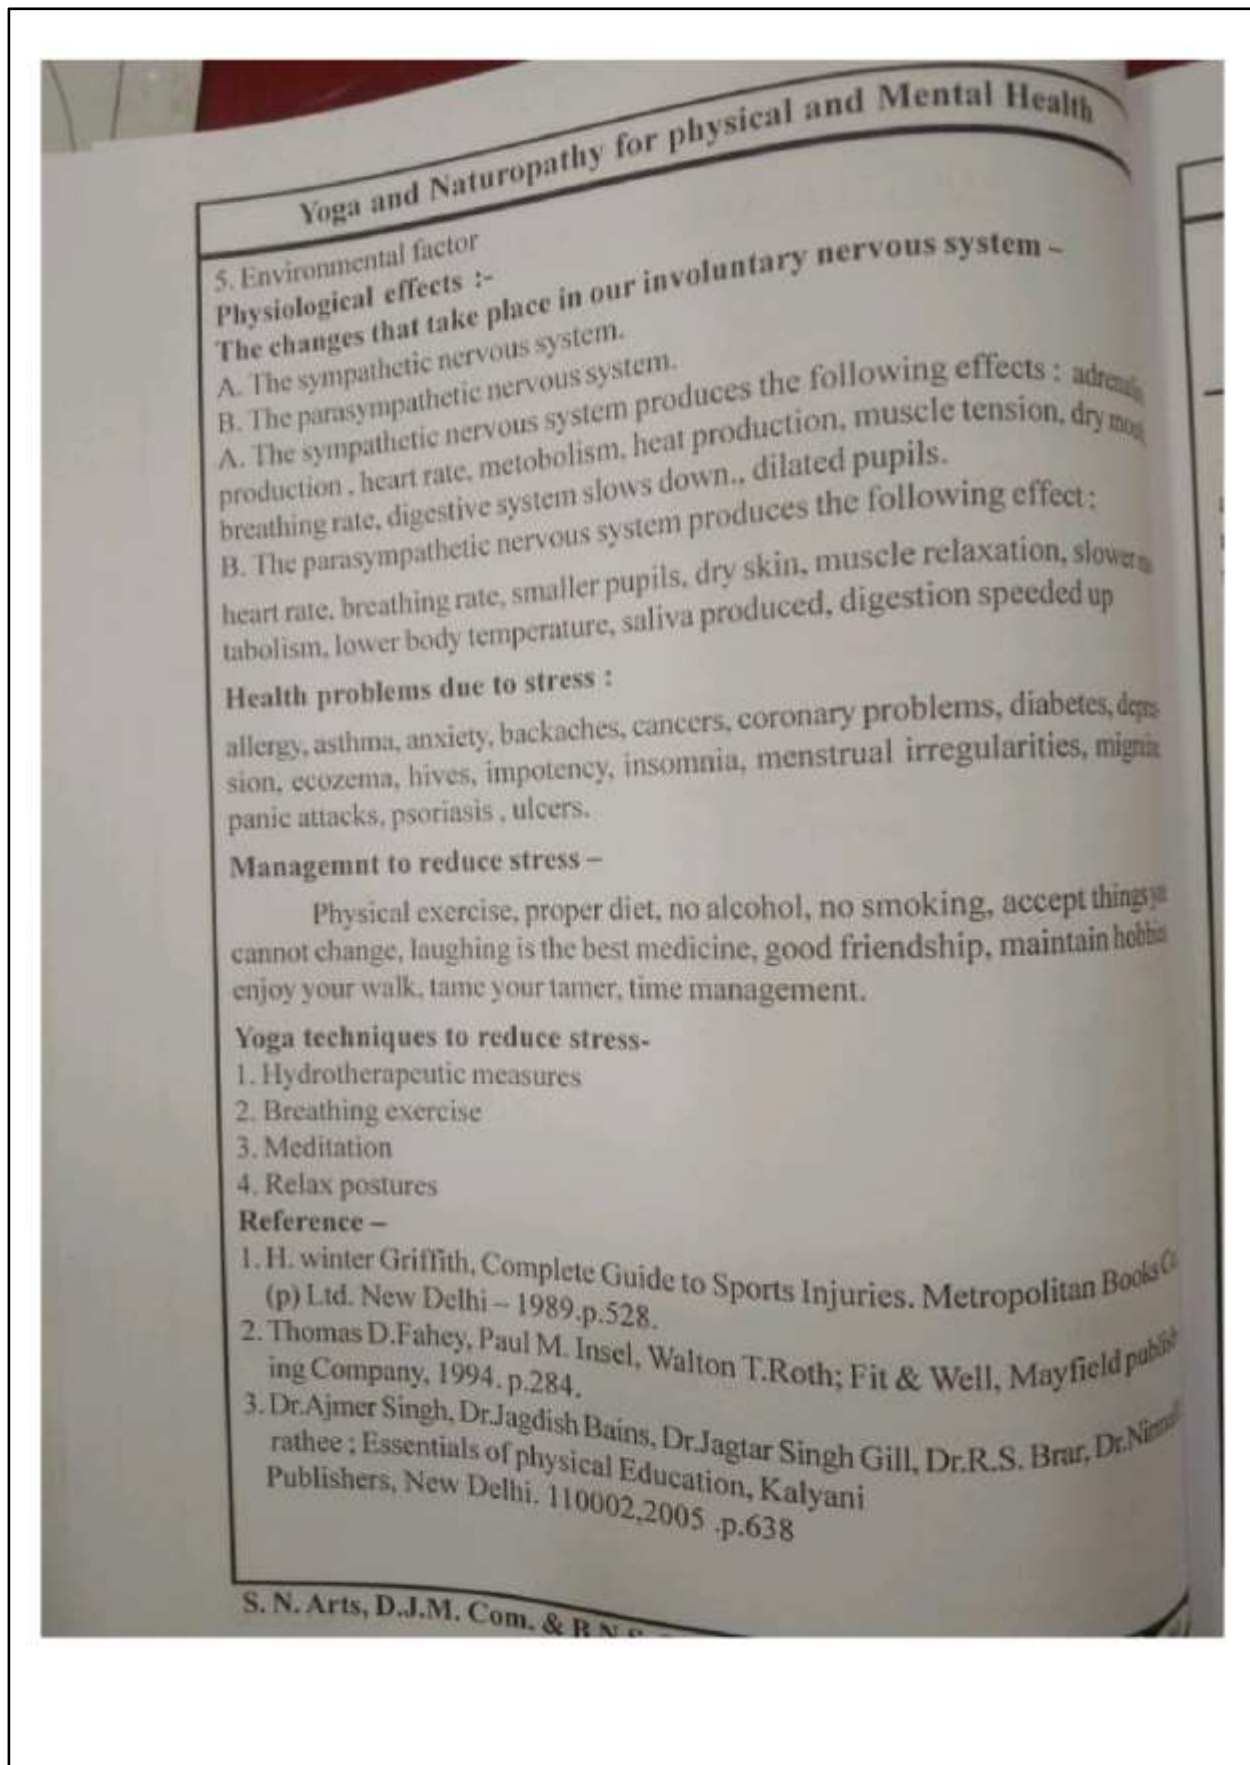 Yoga and Naturopathy for physical and Mental Health
5. Environmental factor
Physiological effects :-
The changes that take place in our involuntary nervous system –
A. The sympathetic nervous system.
B. The parasympathetic nervous system.
A. The sympathetic nervous system produces the following effects :
production , heart rate, metobolism, heat production, muscle tension, dry
breathing rate, digestive system slows down., dilated pupils.
B. The parasympathetic nervous system produces the following effect:
heart rate, breathing rate, smaller pupils, dry skin, muscle relaxation, slower
tabolism, lower body temperature, saliva produced, digestion speeded up
Health problems due to stress :
allergy, asthma, anxiety, backaches, cancers, coronary problems, diabetes,
sion, ecozema, hives, impotency, insomnia, menstrual irregularities,
panic attacks, psoriasis , ulcers.
Managemnt to reduce stress –
Physical exercise, proper diet, no alcohol, no smoking, accept things
cannot change, laughing is the best medicine, good friendship, maintain
enjoy your walk, tame your tamer, time management.
Yoga techniques to reduce stress-
1. Hydrotherapeutic measures
2. Breathing exercise
3. Meditation
4. Relax postures
Reference –
1. H. winter Griffith, Complete Guide to Sports Injuries. Metropolitan Books
(p) Ltd. New Delhi – 1989.p.528.
2. Thomas D.Fahey, Paul M. Insel, Walton T.Roth; Fit & Well, Mayfield publish
ing Company, 1994. p.284.
3. Dr.Ajmer Singh, Dr.Jagdish Bains, Dr.Jagtar Singh Gill, Dr.R.S. Brar,
rathee ; Essentials of physical Education, Kalyani
Publishers, New Delhi. 110002,2005 .p.638
S. N. Arts, D.J.M. Com. &